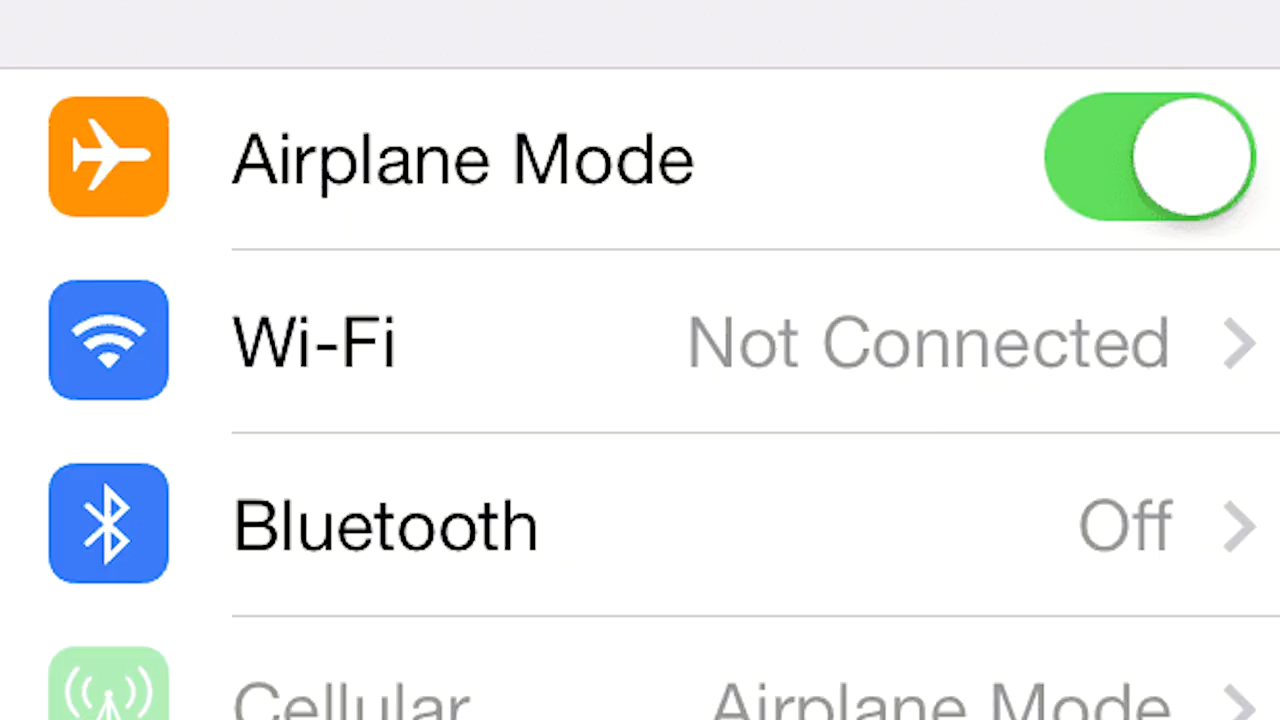 Airplane Mode
Wi-Fi Not Connected
Bluetooth Off
Cellular Airplane Mode